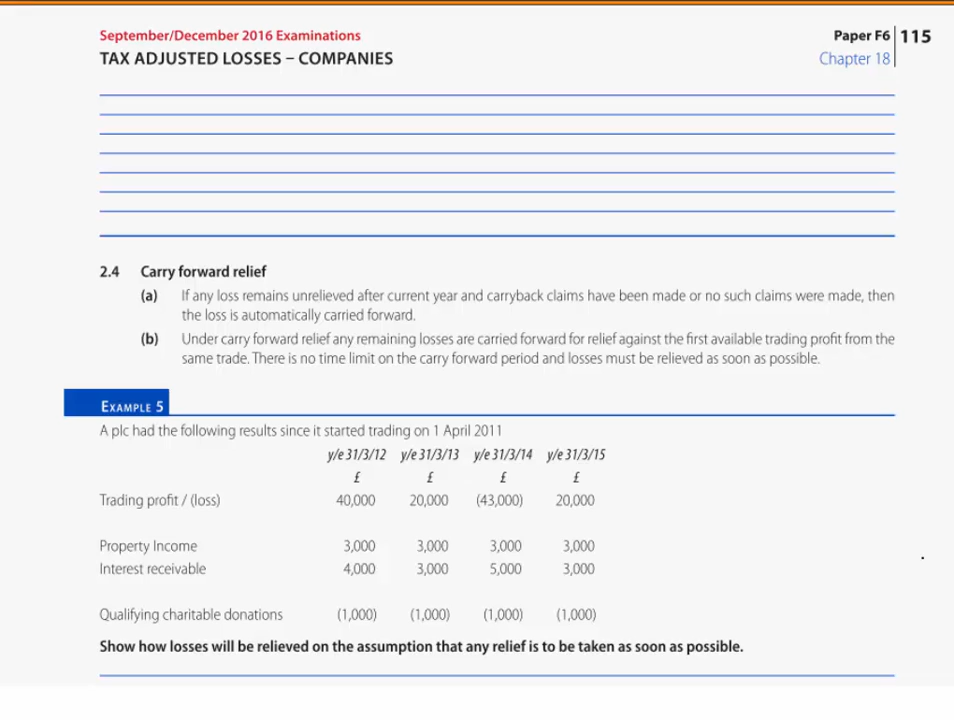 September/December 2016 Examinations
TAX ADJUSTED LOSSES – COMPANIES
Paper F6 115
Chapter 18
2.4 Carry forward relief
(a) If any loss remains unrelieved after current year and carryback claims have been made or no such claims were made, then
the loss is automatically carried forward.
(b) Under carry forward relief any remaining losses are carried forward for relief against the first available trading profit from the
same trade. There is no time limit on the carry forward period and losses must be relieved as soon as possible.
EXAMPLE 5
A plc had the following results since it started trading on 1 April 2011
y/e 31/3/12 y/e 31/3/13 y/e 31/3/14 y/e 31/3/15
£ £ £ £
Trading profit / (loss) 40,000 20,000 (43,000) 20,000
Property Income 3,000 3,000 3,000 3,000
Interest receivable 4,000 3,000 5,000 3,000
Qualifying charitable donations (1,000) (1,000) (1,000) (1,000)
Show how losses will be relieved on the assumption that any relief is to be taken as soon as possible.